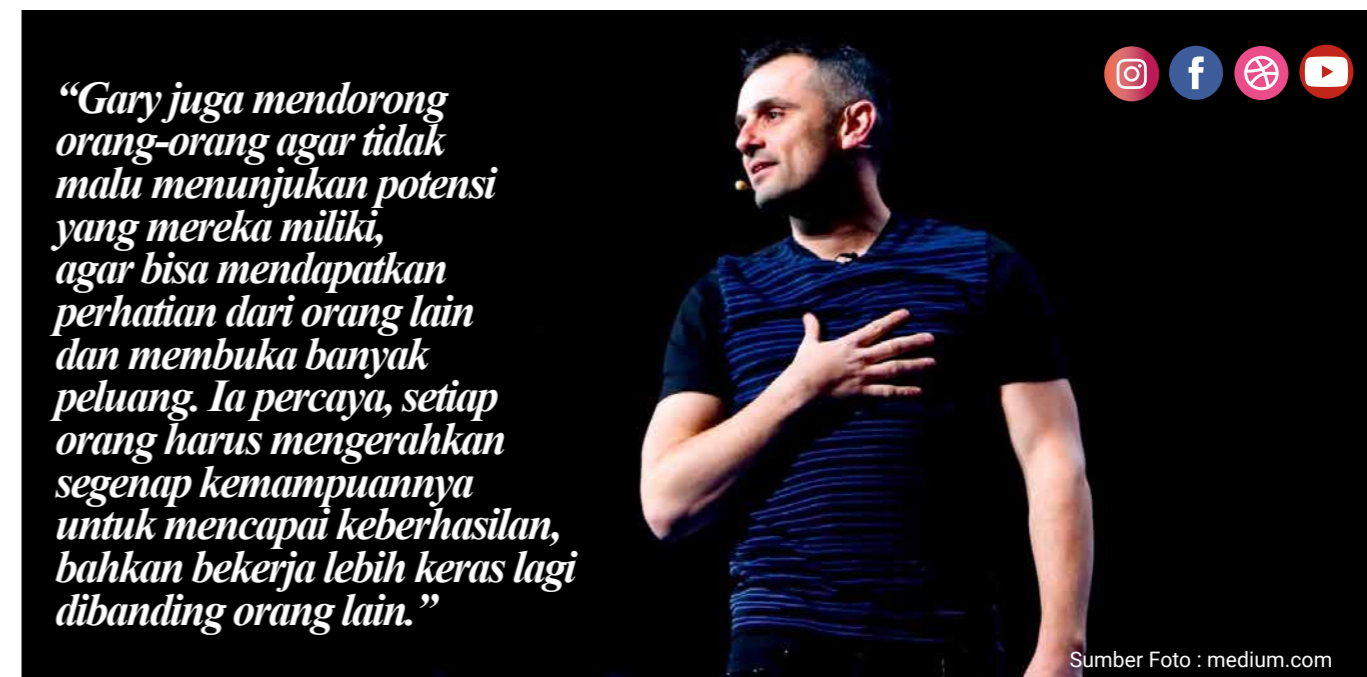 “Gary juga mendorong
orang-orang agar tidak
malu menunjukan potensi
yang mereka miliki,
agar bisa mendapatkan
perhatian dari orang lain
dan membuka banyak
peluang. Ia percaya, setiap
orang harus mengerahkan
segenap kemampuannya
untuk mencapai keberhasilan,
bahkan bekerja lebih keras lagi
dibanding orang lain.”
Sumber Foto : medium.com